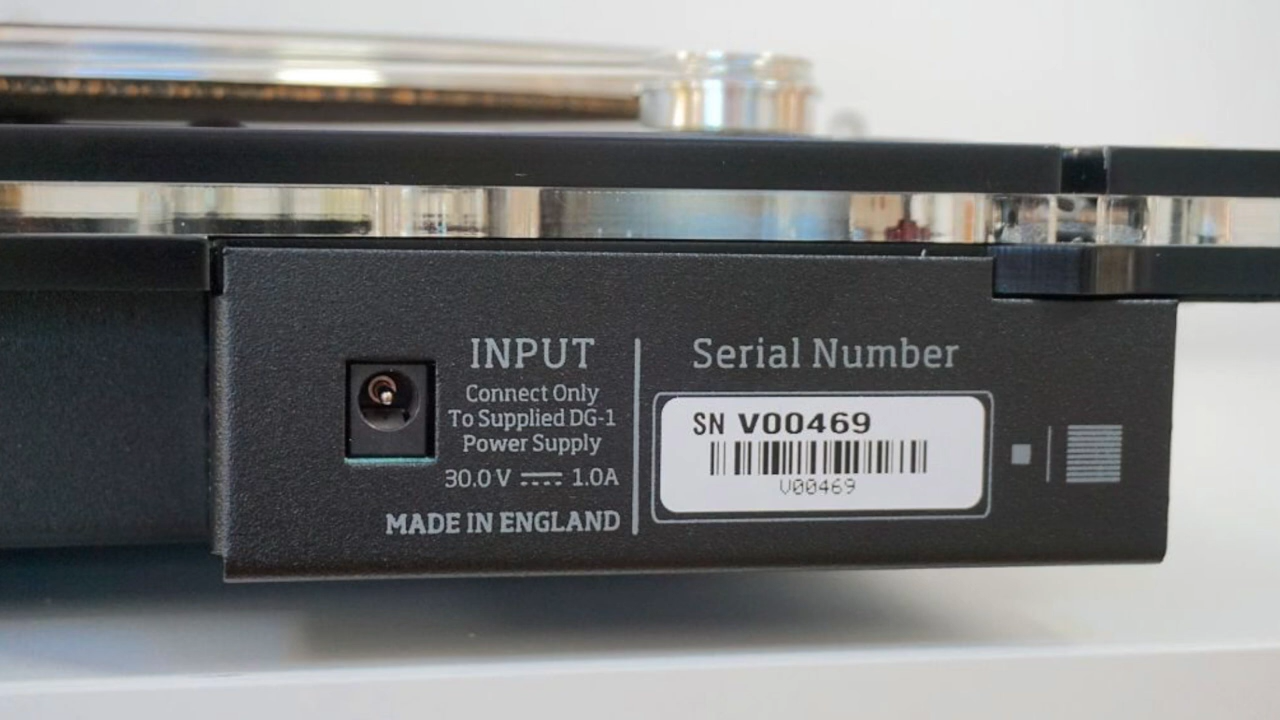 INPUT
Connect Only
To Supplied DG-1
Power Supply
30.0 V ⎓ 1.0A
MADE IN ENGLAND
Serial Number
SN V00469
V00469